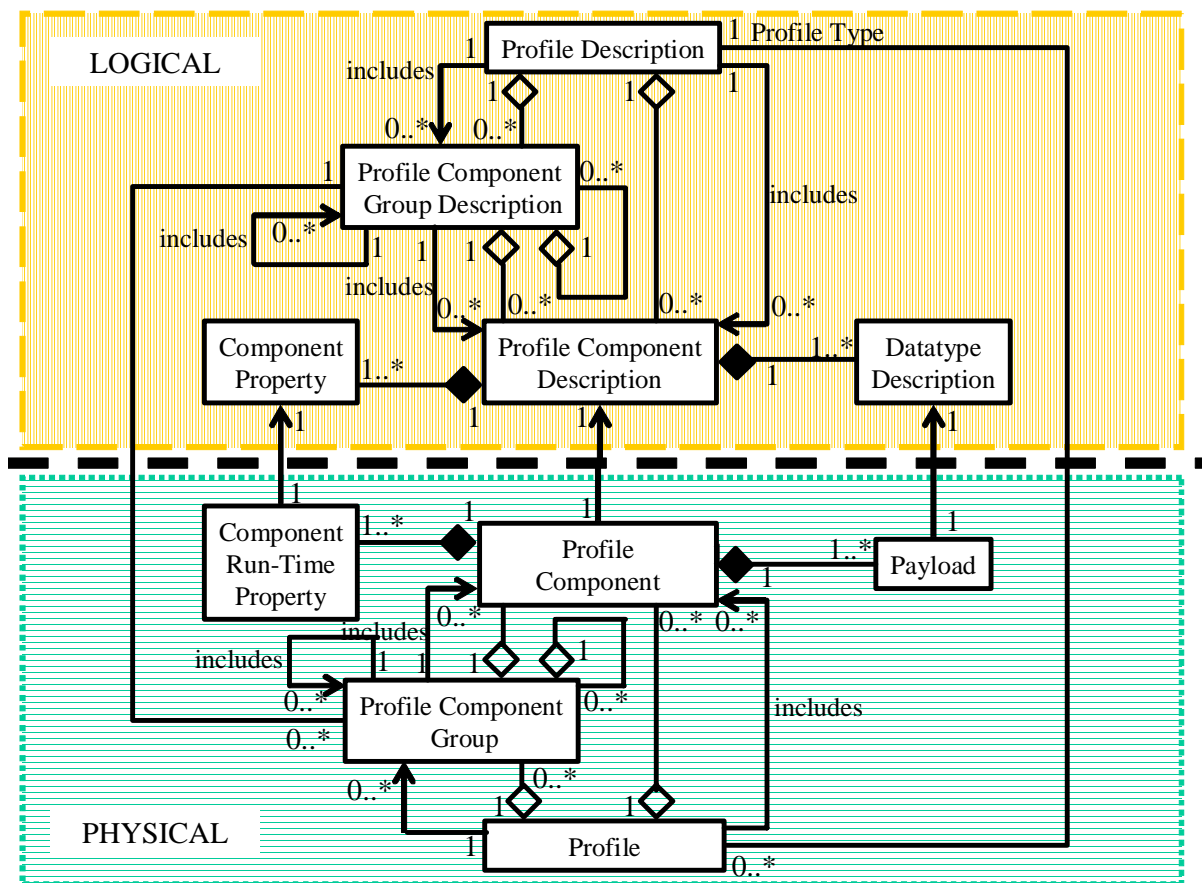 1
Profile Type
LOGICAL
1
Profile Description
includes
1
1
1
0..*
0..*
1
Profile Component
Group Description
0..*
includes
0..*
includes
1
1
1
1
includes
0..*
0..*
0..*
0..*
Component
Property
1..*
1
Profile Component
Description
1
1..*
Datatype
Description
1
1
1
1
1
1
Component
Run-Time
Property
1..*
1
Profile
Component
1
1..*
Payload
0..*
0..*
0..*
includes
includes
1
1
1
1
0..*
0..*
includes
Profile Component
Group
0..*
0..*
0..*
1
1
PHYSICAL
1
Profile
0..*